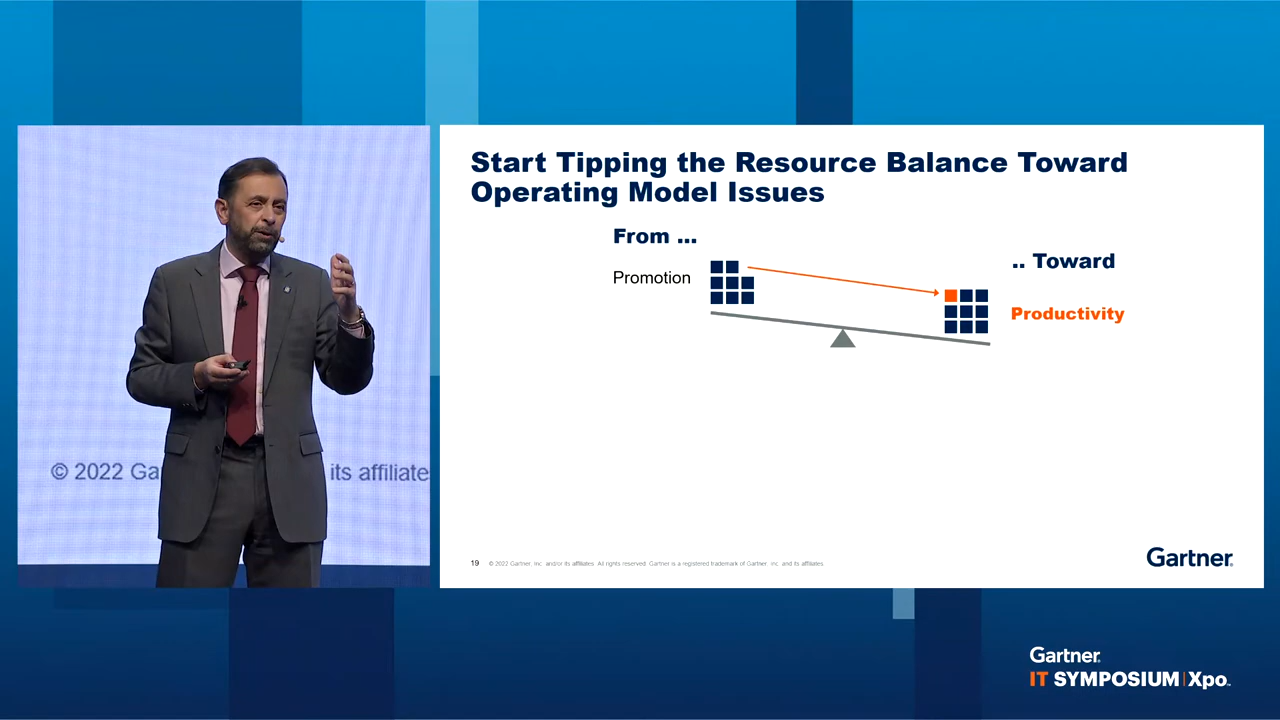 Start Tipping the Resource Balance Toward
Operating Model Issues
From ...
Promotion
.. Toward
Productivity
© 2022 Ga
its affiliate
19 © 2022 Gartner, Inc. and/or its affiliates. All rights reserved. Gartner is a registered trademark of Gartner, Inc. and its affiliates.
Gartner®
Gartner®
IT SYMPOSIUM | Xpo™